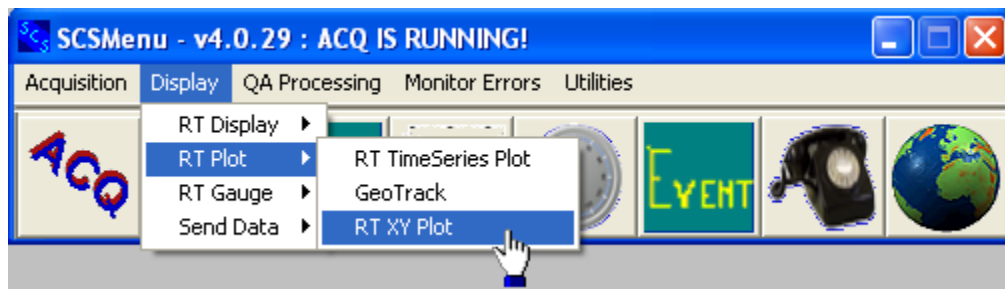 SCS SCSMenu - v4.0.29 : ACQ IS RUNNING!
Acquisition Display QA Processing Monitor Errors Utilities
RT Display
RT Plot
RT Gauge
Send Data
RT TimeSeries Plot
GeoTrack
RT XY Plot
ACQ
EVENT